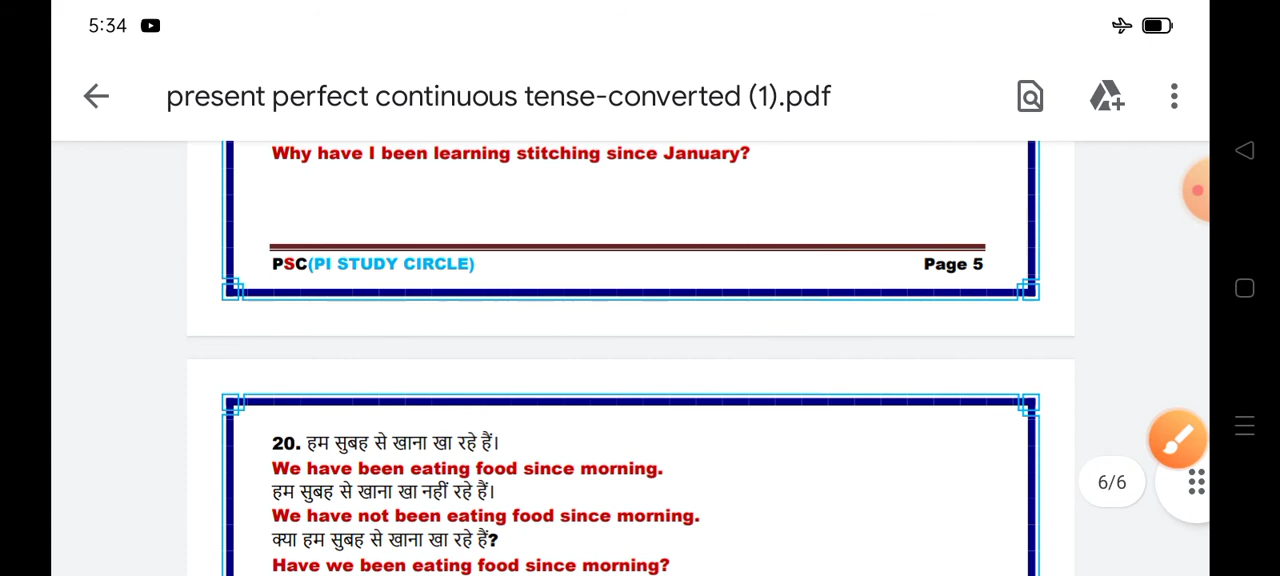 5:34
present perfect continuous tense-converted (1).pdf
Why have I been learning stitching since January?
PSC(PI STUDY CIRCLE) Page 5
20. हम सुबह से खाना खा रहे हैं।
We have been eating food since morning.
हम सुबह से खाना खा नहीं रहे हैं।
We have not been eating food since morning.
क्या हम सुबह से खाना खा रहे हैं?
Have we been eating food since morning?
6/6